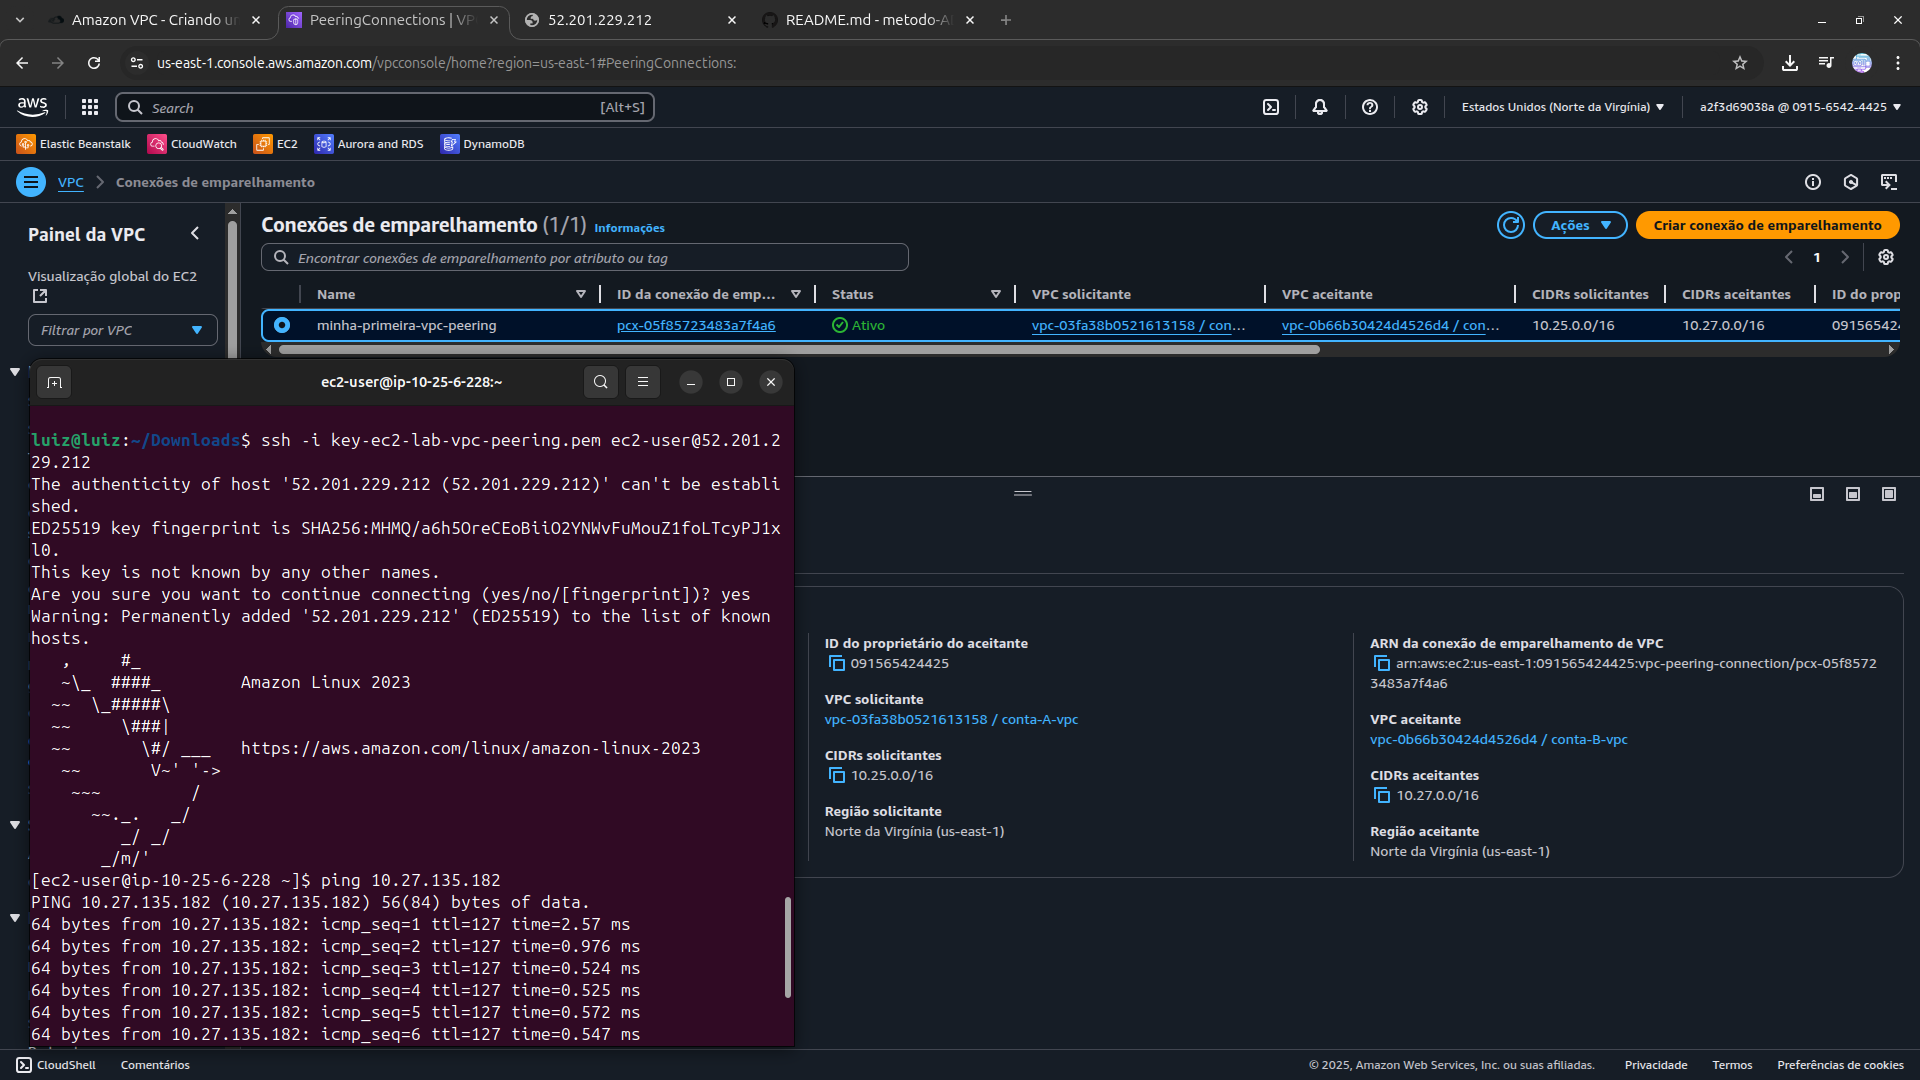 Amazon VPC - Criando ur
PeeringConnections | VP
52.201.229.212
README.md - metodo-A
us-east-1.console.aws.amazon.com/vpcconsole/home?region=us-east-1#PeeringConnections:
aws
Search
[Alt+S]
Estados Unidos (Norte da Virgínia)
a2f3d69038a @ 0915-6542-4425
Elastic Beanstalk
CloudWatch
EC2
Aurora and RDS
DynamoDB
VPC
Conexões de emparelhamento
Painel da VPC
Visualização global do EC2
Filtrar por VPC
Conexões de emparelhamento (1/1) Informações
Ações
Criar conexão de emparelhamento
Encontrar conexões de emparelhamento por atributo ou tag
1
Name
ID da conexão de emp...
Status
VPC solicitante
VPC aceitante
CIDRs solicitantes
CIDRs aceitantes
ID do prop
minha-primeira-vpc-peering
pcx-05f85723483a7f4a6
Ativo
vpc-03fa38b0521613158 / con...
vpc-0b66b30424d4526d4 / con...
10.25.0.0/16
10.27.0.0/16
091565424
ec2-user@ip-10-25-6-228:~
luiz@luiz:~/Downloads$ ssh -i key-ec2-lab-vpc-peering.pem ec2-user@52.201.2
29.212
The authenticity of host '52.201.229.212 (52.201.229.212)' can't be establi
shed.
ED25519 key fingerprint is SHA256:MHMQ/a6h5OreCEoBiiO2YNWvFuMouZ1foLTcyPJ1x
l0.
This key is not known by any other names.
Are you sure you want to continue connecting (yes/no/[fingerprint])? yes
Warning: Permanently added '52.201.229.212' (ED25519) to the list of known
hosts.
   ,     #_
   ~\_  ####_        Amazon Linux 2023
  ~~  \_#####\
  ~~     \###|
  ~~       \#/ ___   https://aws.amazon.com/linux/amazon-linux-2023
   ~~       V~' '->
    ~~~         /
      ~~._.   _/
         _/ _/
       _/m/'
[ec2-user@ip-10-25-6-228 ~]$ ping 10.27.135.182
PING 10.27.135.182 (10.27.135.182) 56(84) bytes of data.
64 bytes from 10.27.135.182: icmp_seq=1 ttl=127 time=2.57 ms
64 bytes from 10.27.135.182: icmp_seq=2 ttl=127 time=0.976 ms
64 bytes from 10.27.135.182: icmp_seq=3 ttl=127 time=0.524 ms
64 bytes from 10.27.135.182: icmp_seq=4 ttl=127 time=0.525 ms
64 bytes from 10.27.135.182: icmp_seq=5 ttl=127 time=0.572 ms
64 bytes from 10.27.135.182: icmp_seq=6 ttl=127 time=0.547 ms
ID do proprietário do aceitante
091565424425
VPC solicitante
vpc-03fa38b0521613158 / conta-A-vpc
CIDRs solicitantes
10.25.0.0/16
Região solicitante
Norte da Virgínia (us-east-1)
ARN da conexão de emparelhamento de VPC
arn:aws:ec2:us-east-1:091565424425:vpc-peering-connection/pcx-05f8572
3483a7f4a6
VPC aceitante
vpc-0b66b30424d4526d4 / conta-B-vpc
CIDRs aceitantes
10.27.0.0/16
Região aceitante
Norte da Virgínia (us-east-1)
CloudShell
Comentários
© 2025, Amazon Web Services, Inc. ou suas afiliadas.
Privacidade
Termos
Preferências de cookies